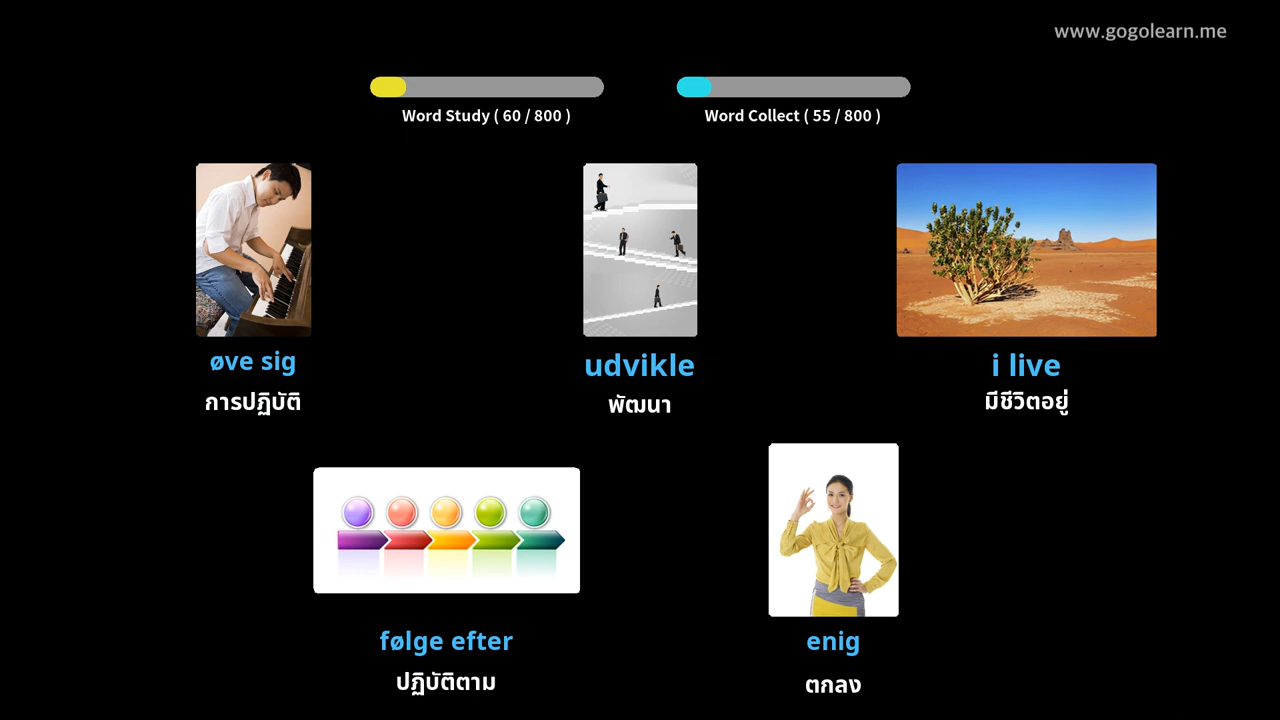 www.gogolearn.me
Word Study ( 60 / 800 )
Word Collect ( 55 / 800 )
øve sig
การปฏิบัติ
udvikle
พัฒนา
i live
มีชีวิตอยู่
følge efter
ปฏิบัติตาม
enig
ตกลง